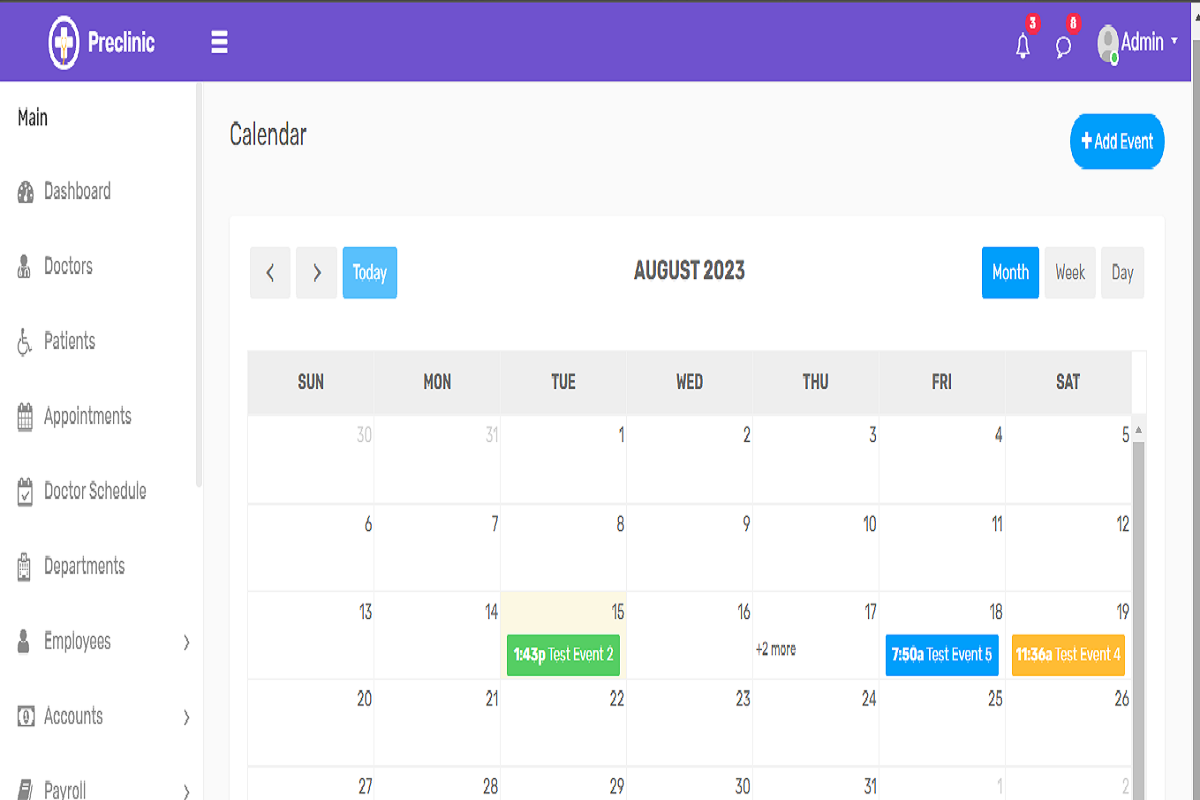 Preclinic
3
8
Admin
Main
Dashboard
Doctors
Patients
Appointments
Doctor Schedule
Departments
Employees
Accounts
Payroll
Calendar
+ Add Event
Today
AUGUST 2023
Month Week Day
SUN MON TUE WED THU FRI SAT
30 31 1 2 3 4 5
6 7 8 9 10 11 12
13 14 15 16 17 18 19
1:43p Test Event 2 +2 more 7:50a Test Event 5 11:36a Test Event 4
20 21 22 23 24 25 26
27 28 29 30 31 1 2